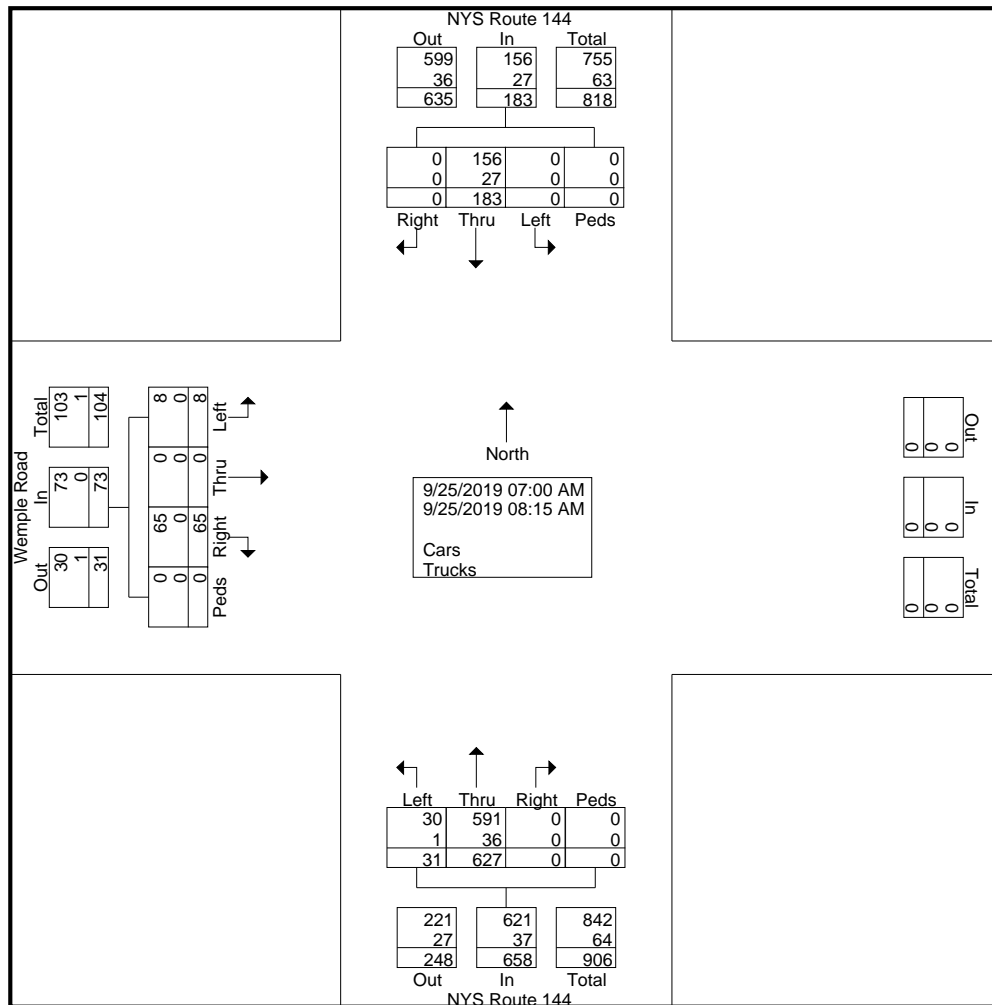 NYS Route 144
Out In Total
599 156 755
36 27 63
635 183 818
0 156 0 0
0 27 0 0
0 183 0 0
Right Thru Left Peds
Wemple Road
Total
103 1 104
In
73 0 73
Out
30 1 31
8 0 8
Left
0 0 0
Thru
65 0 65
Right
0 0 0
Peds
North
9/25/2019 07:00 AM
9/25/2019 08:15 AM
Cars
Trucks
Out
0 0 0
In
0 0 0
Total
0 0 0
Left Thru Right Peds
30 591 0 0
1 36 0 0
31 627 0 0
221 621 842
27 37 64
248 658 906
Out In Total
NYS Route 144